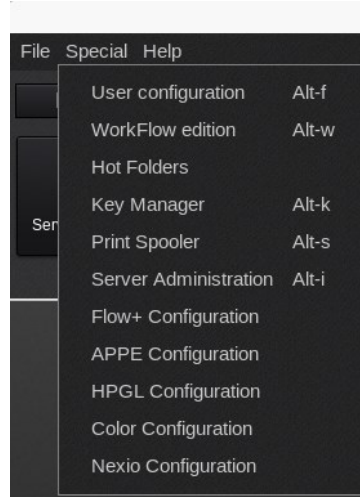 File Special Help
User configuration Alt-f
WorkFlow edition Alt-w
Hot Folders
Key Manager Alt-k
Ser
Print Spooler Alt-s
Server Administration Alt-i
Flow+ Configuration
APPE Configuration
HPGL Configuration
Color Configuration
Nexio Configuration